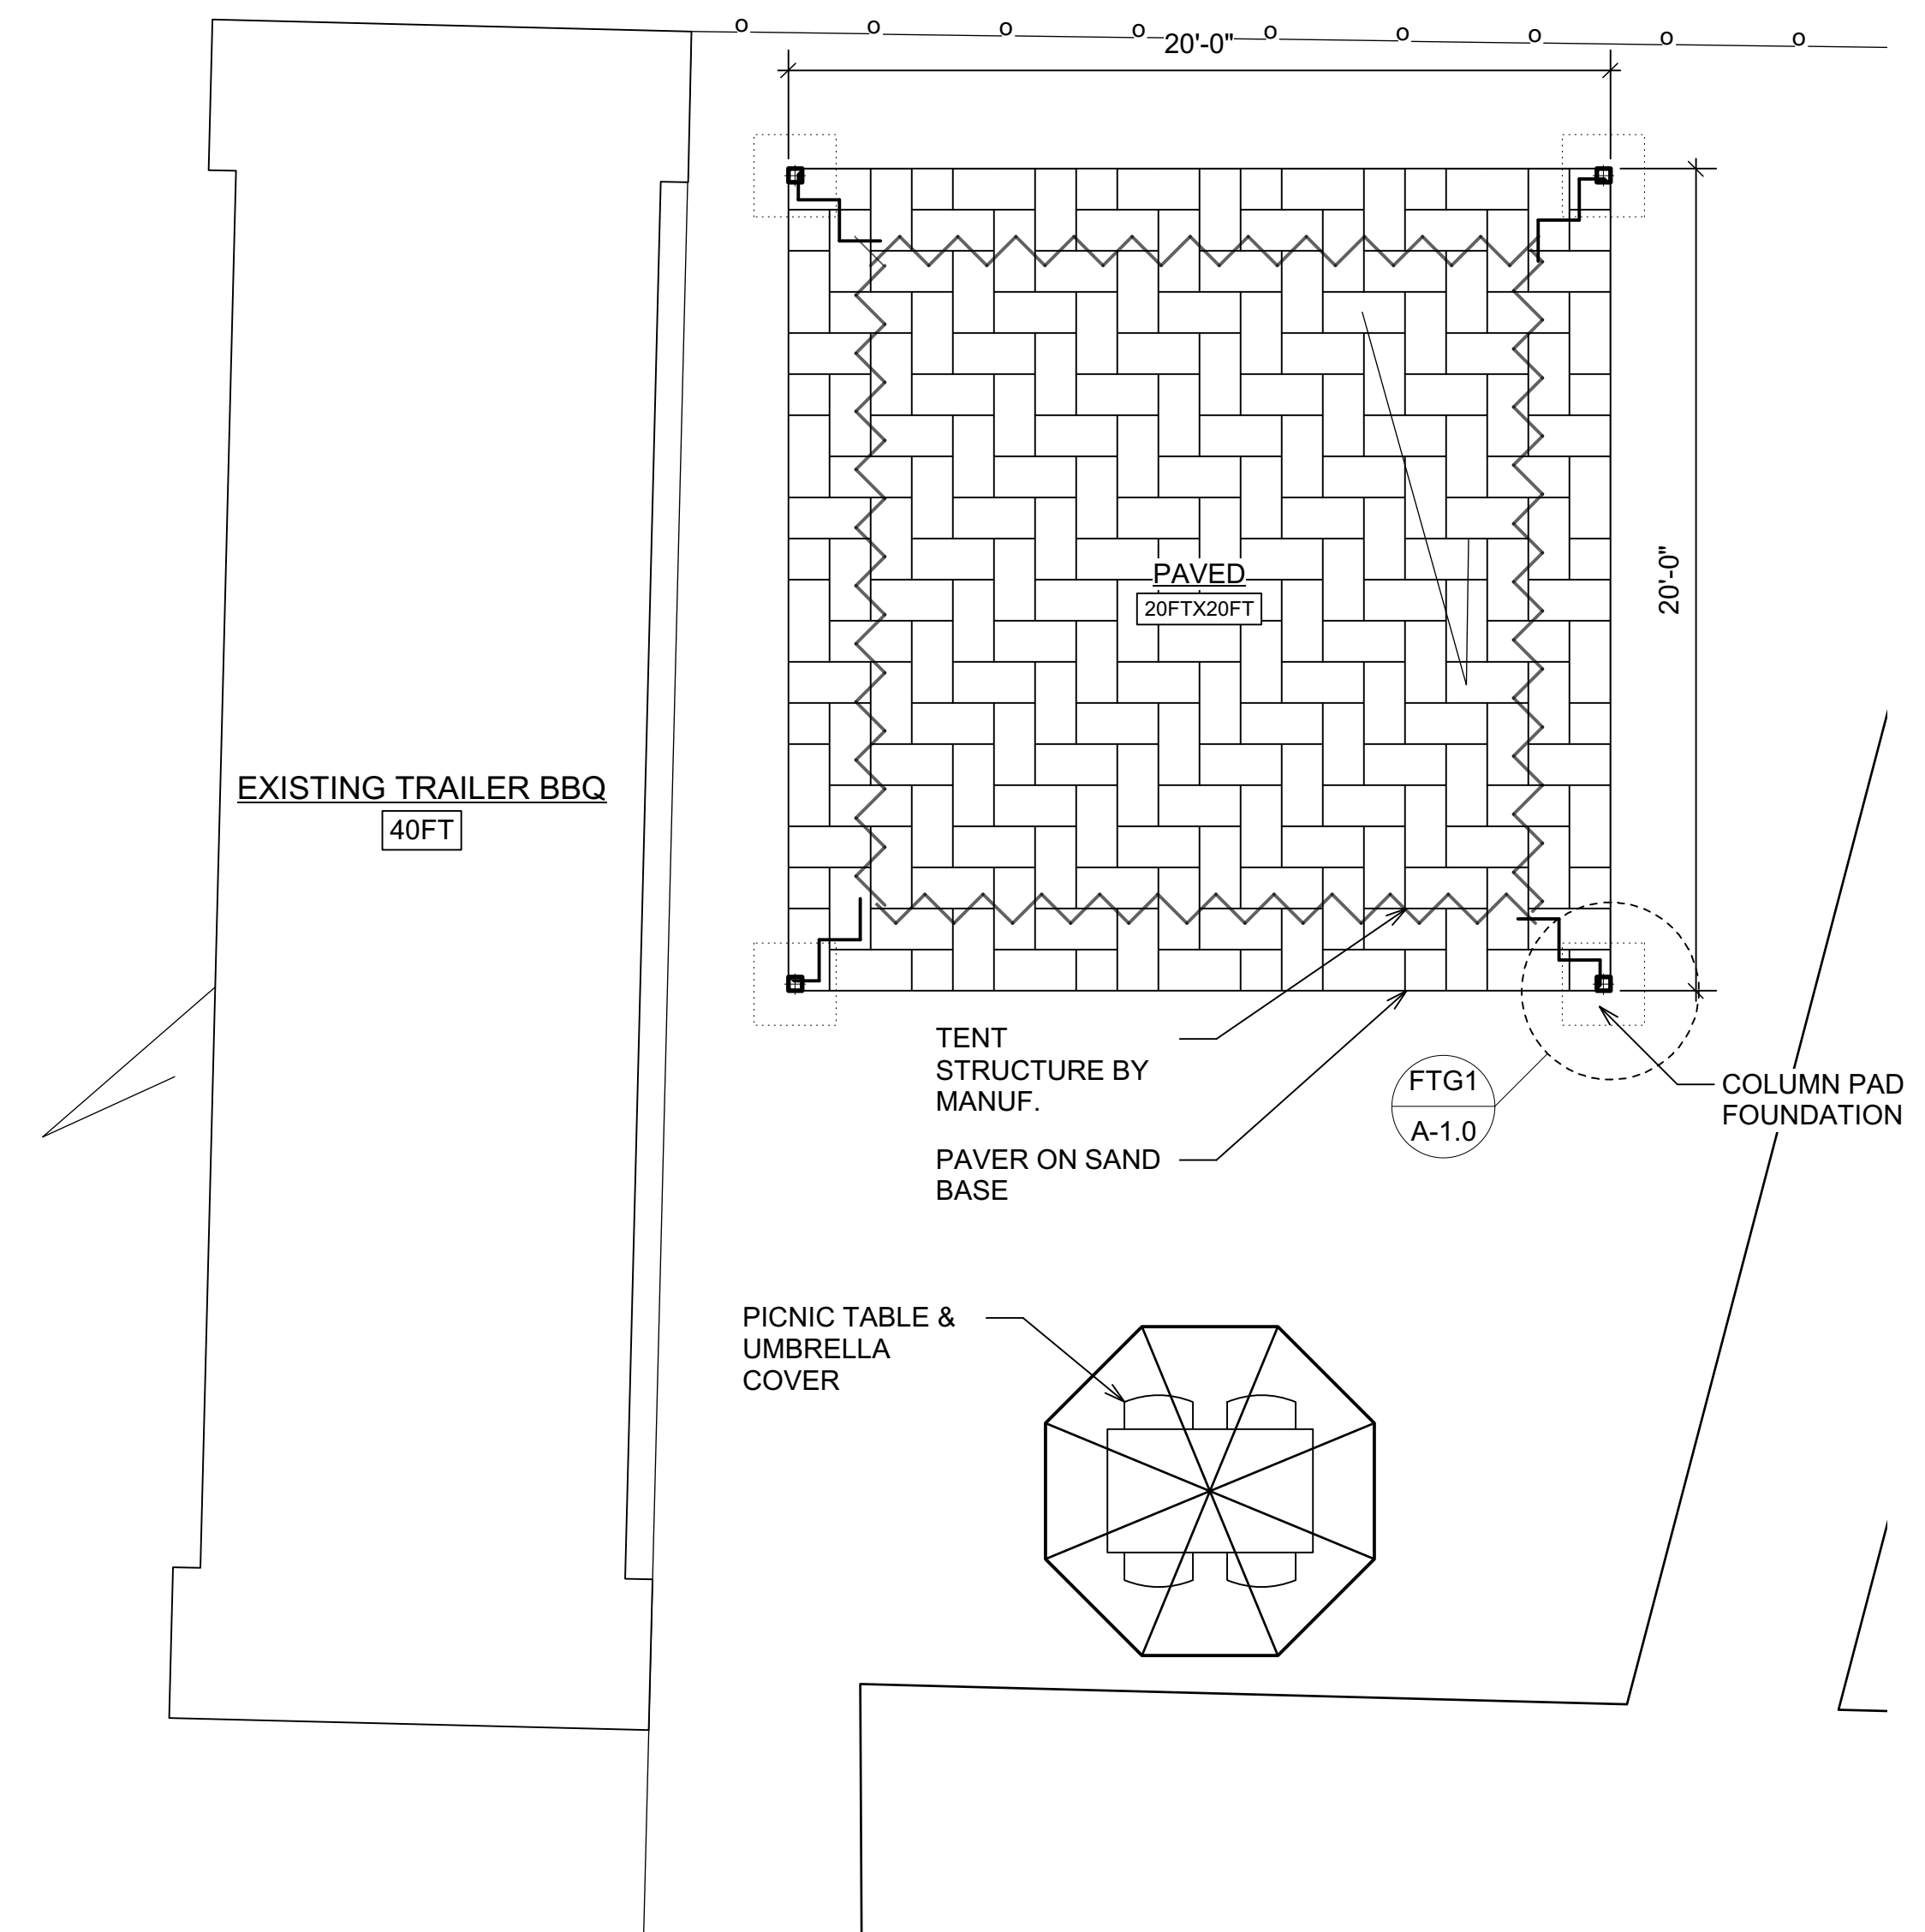 20'-0"
20'-0"
PAVED
20FTX20FT
EXISTING TRAILER BBQ
40FT
TENT
STRUCTURE BY
MANUF.
PAVER ON SAND
BASE
FTG1
A-1.0
COLUMN PAD
FOUNDATION
PICNIC TABLE &
UMBRELLA
COVER